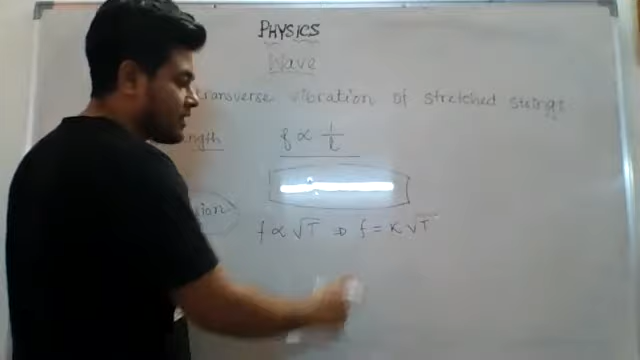 PHYSICS
Wave
transverse vibration of stretched strings
f ∝ 1/l
f ∝ √T ⇒ f = K √T